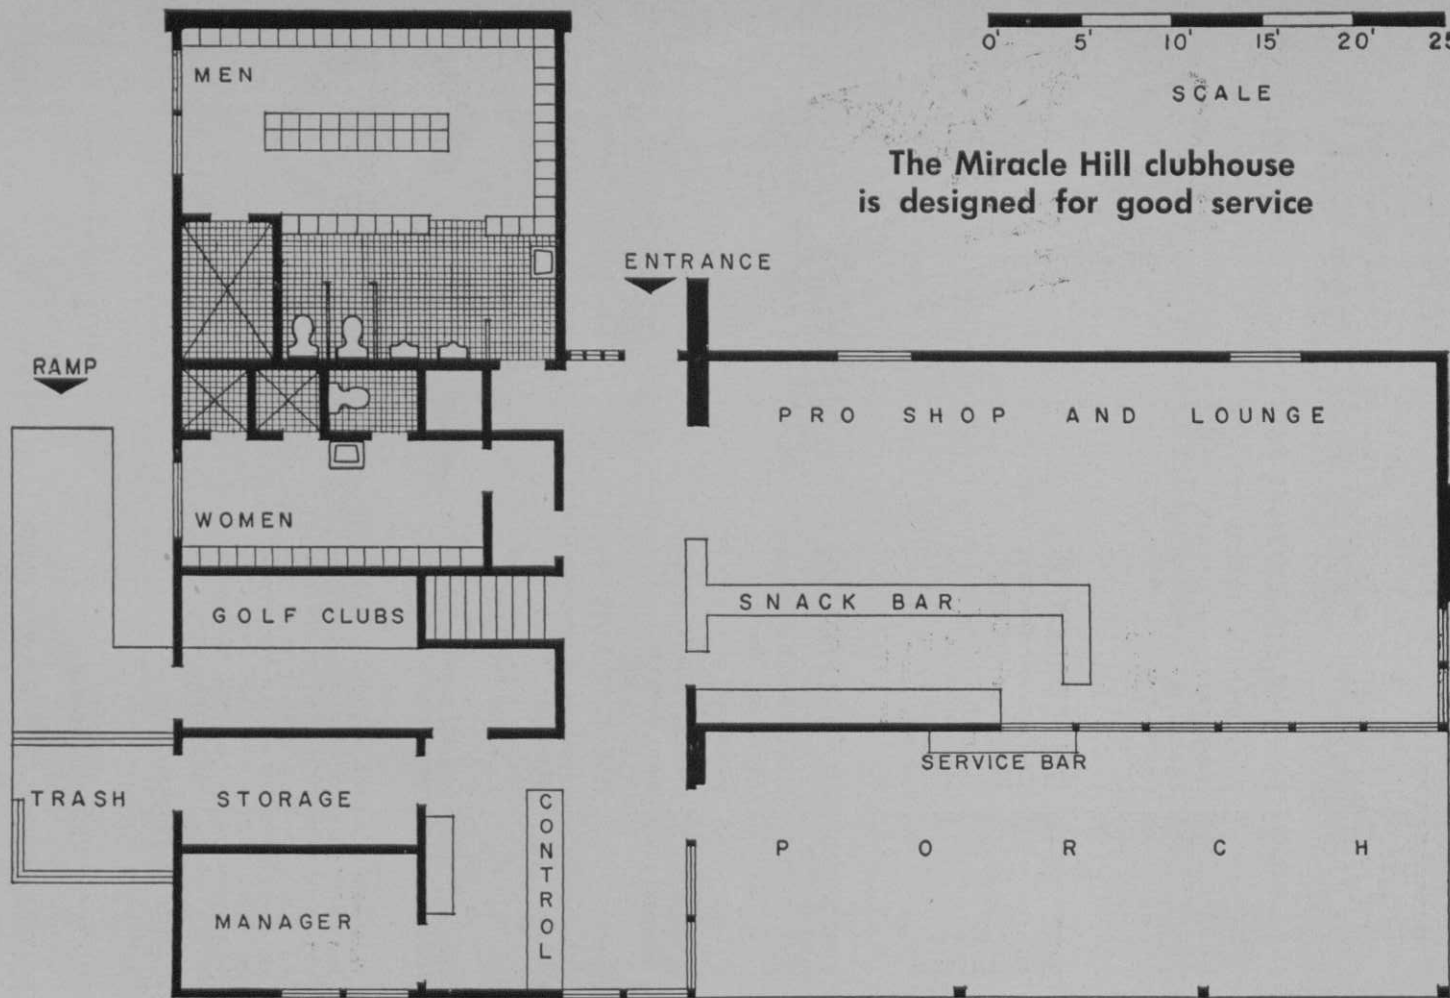 MEN
0' 5' 10' 15' 20' 25
SCALE
The Miracle Hill clubhouse
is designed for good service
ENTRANCE
RAMP
PRO SHOP AND LOUNGE
WOMEN
GOLF CLUBS
SNACK BAR
SERVICE BAR
TRASH
STORAGE
CONTROL
PORCH
MANAGER